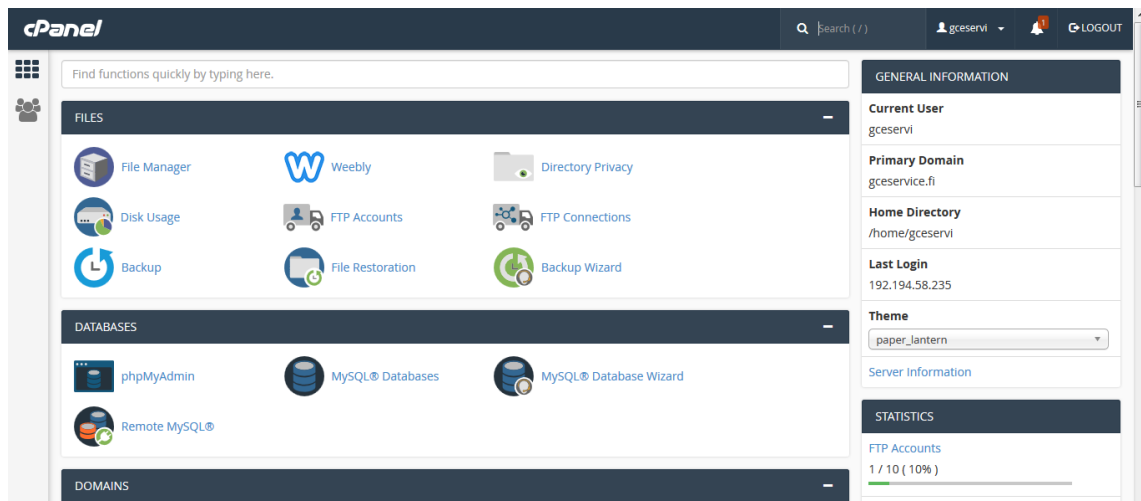 cPanel
Search ( / )
gceservi
1
LOGOUT
Find functions quickly by typing here.
FILES
File Manager
Weebly
Directory Privacy
Disk Usage
FTP Accounts
FTP Connections
Backup
File Restoration
Backup Wizard
DATABASES
phpMyAdmin
MySQL® Databases
MySQL® Database Wizard
Remote MySQL®
DOMAINS
GENERAL INFORMATION
Current User
gceservi
Primary Domain
gceservice.fi
Home Directory
/home/gceservi
Last Login
192.194.58.235
Theme
paper_lantern
Server Information
STATISTICS
FTP Accounts
1 / 10 ( 10% )